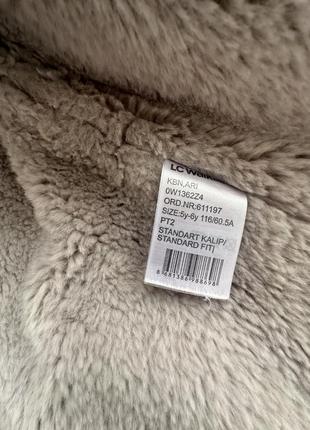 LC Waikiki
KBN,ARI
0W1362Z4
ORD.NR:611197
SIZE:5y-6y 116/60.5A
PT2
STANDART KALIP/
STANDARD FIT/
8681386988698